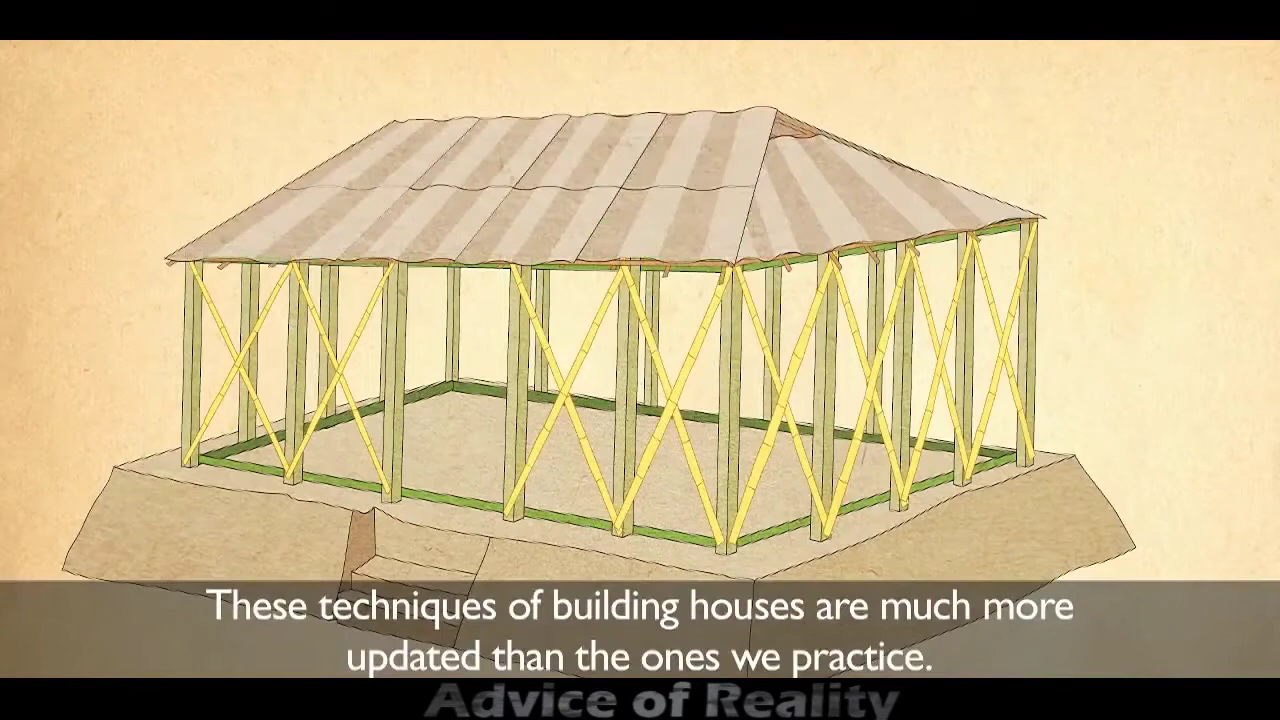 These techniques of building houses are much more
updated than the ones we practice.
Advice of Reality